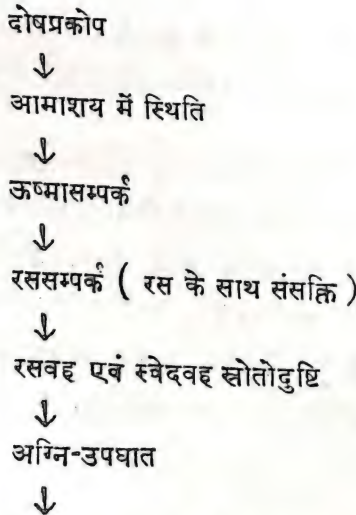 दोषप्रकोप
↓
आमाशय में स्थिति
↓
ऊष्मासम्पर्क
↓
रससम्पर्क ( रस के साथ संसक्ति )
↓
रसवह एवं स्वेदवह स्रोतोदुष्टि
↓
अग्नि-उपघात
↓